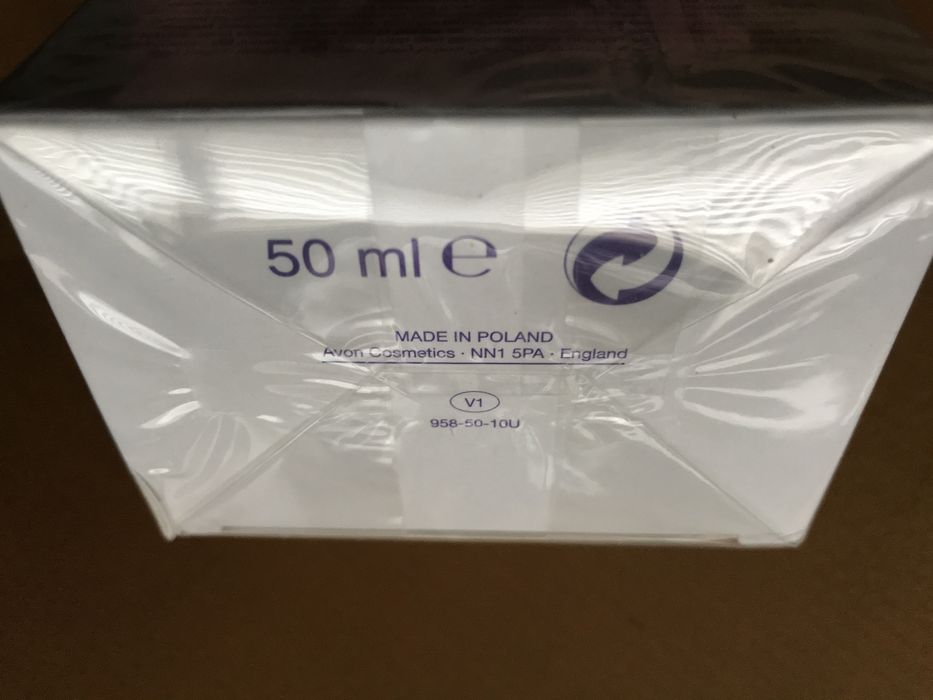 50 ml ℮
MADE IN POLAND
Avon Cosmetics · NN1 5PA · England
V1
958-50-10U